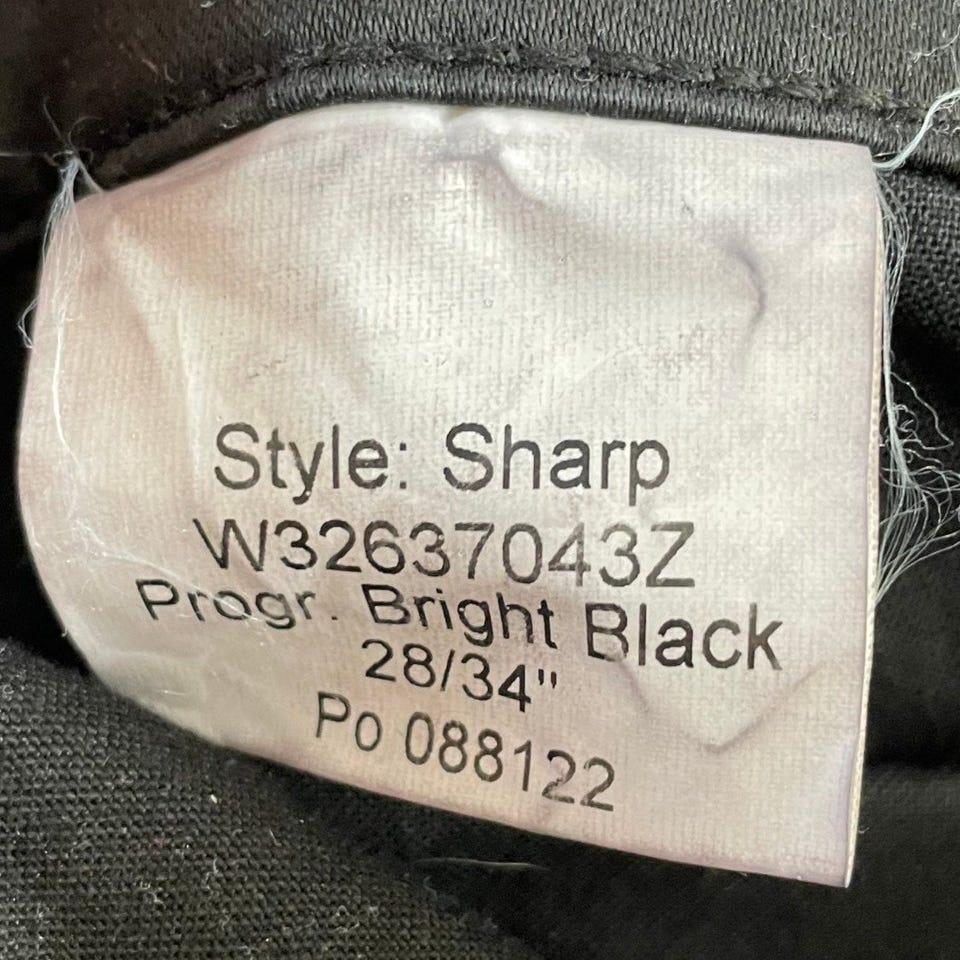 Style: Sharp
W32637043Z
Progr. Bright Black
28/34"
Po 088122